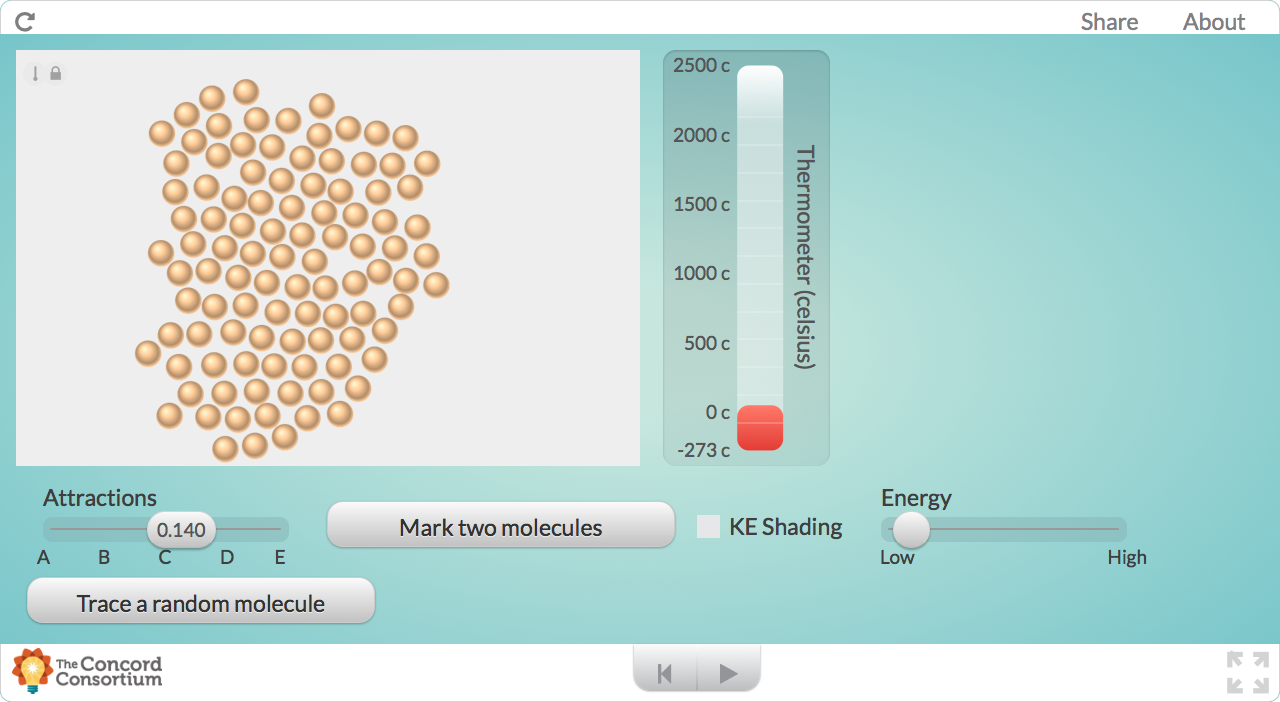 Share
About
2500 c
2000 c
1500 c
1000 c
500 c
0 c
-273 c
Thermometer (celsius)
Attractions
0.140
A B C D E
Mark two molecules
KE Shading
Energy
Low
High
Trace a random molecule
The Concord
Consortium